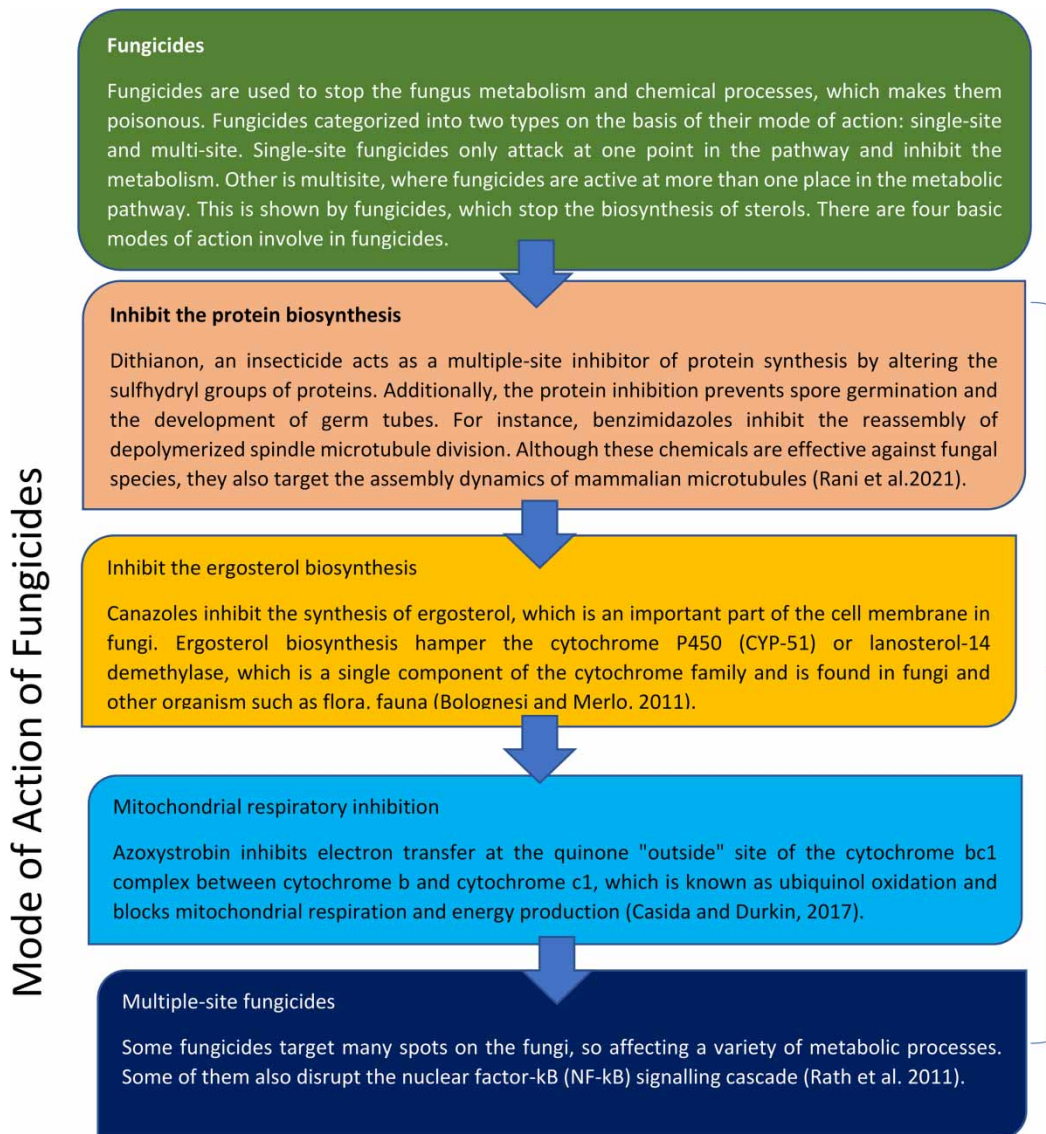 Mode of Action of Fungicides
Fungicides
Fungicides are used to stop the fungus metabolism and chemical processes, which makes them
poisonous. Fungicides categorized into two types on the basis of their mode of action: single-site
and multi-site. Single-site fungicides only attack at one point in the pathway and inhibit the
metabolism. Other is multisite, where fungicides are active at more than one place in the metabolic
pathway. This is shown by fungicides, which stop the biosynthesis of sterols. There are four basic
modes of action involve in fungicides.
Inhibit the protein biosynthesis
Dithianon, an insecticide acts as a multiple-site inhibitor of protein synthesis by altering the
sulfhydryl groups of proteins. Additionally, the protein inhibition prevents spore germination and
the development of germ tubes. For instance, benzimidazoles inhibit the reassembly of
depolymerized spindle microtubule division. Although these chemicals are effective against fungal
species, they also target the assembly dynamics of mammalian microtubules (Rani et al.2021).
Inhibit the ergosterol biosynthesis
Canazoles inhibit the synthesis of ergosterol, which is an important part of the cell membrane in
fungi. Ergosterol biosynthesis hamper the cytochrome P450 (CYP-51) or lanosterol-14
demethylase, which is a single component of the cytochrome family and is found in fungi and
other organism such as flora, fauna (Bolognesi and Merlo, 2011).
Mitochondrial respiratory inhibition
Azoxystrobin inhibits electron transfer at the quinone "outside" site of the cytochrome bc1
complex between cytochrome b and cytochrome c1, which is known as ubiquinol oxidation and
blocks mitochondrial respiration and energy production (Casida and Durkin, 2017).
Multiple-site fungicides
Some fungicides target many spots on the fungi, so affecting a variety of metabolic processes.
Some of them also disrupt the nuclear factor-kB (NF-kB) signalling cascade (Rath et al. 2011).